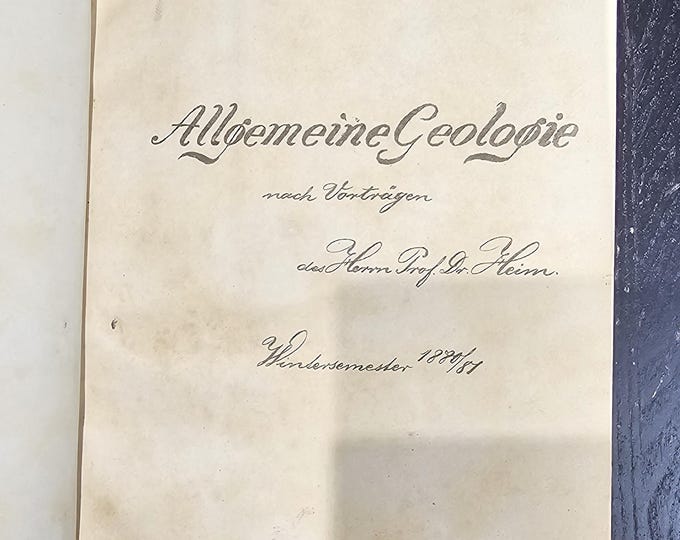 Allgemeine Geologie
nach Vorträgen
des Herrn Prof. Dr. Heim.
Wintersemester 1880/81